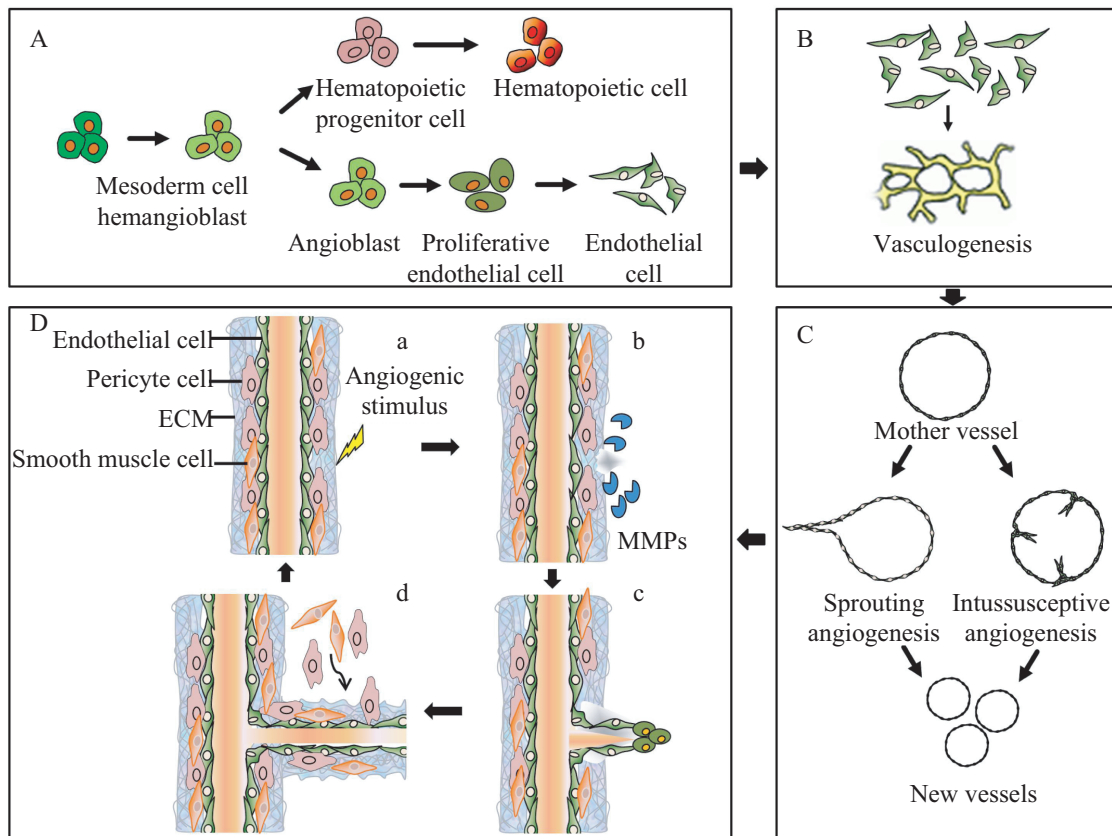 A
Hematopoietic
progenitor cell
Hematopoietic cell
Mesoderm cell
hemangioblast
Angioblast
Proliferative
endothelial cell
Endothelial
cell
B
Vasculogenesis
C
Mother vessel
Sprouting
angiogenesis
Intussusceptive
angiogenesis
New vessels
D
Endothelial cell
Pericyte cell
ECM
Smooth muscle cell
a
Angiogenic
stimulus
b
MMPs
c
d